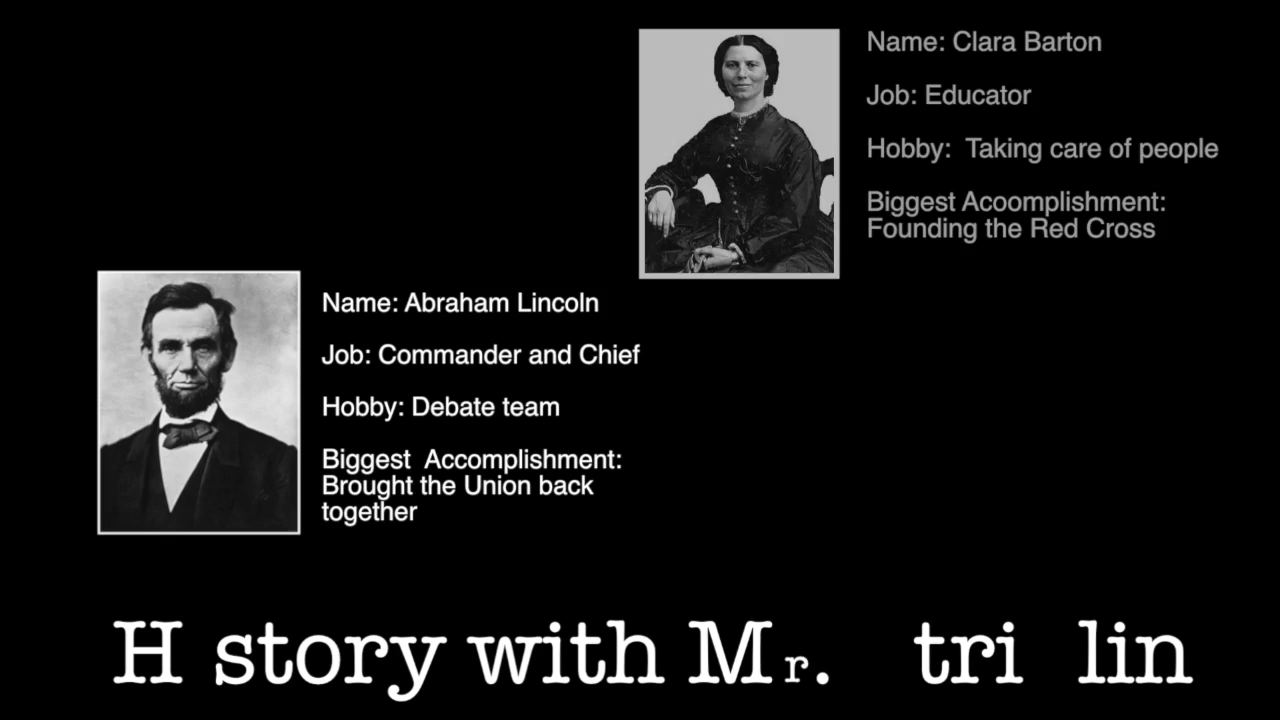 Name: Clara Barton
Job: Educator
Hobby: Taking care of people
Biggest Acoomplishment:
Founding the Red Cross
Name: Abraham Lincoln
Job: Commander and Chief
Hobby: Debate team
Biggest Accomplishment:
Brought the Union back
together
H story with Mr. tri lin